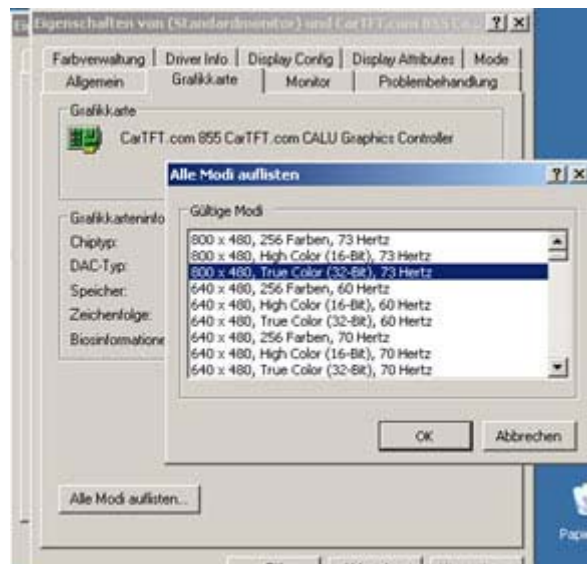 Eigenschaften von (Standardmonitor) und CarTFT.com 855 Ca
Farbverwaltung Driver Info Display Config Display Attributes Mode
Allgemein Grafikkarte Monitor Problembehandlung
Grafikkarte
CarTFT.com 855 CarTFT.com CALU Graphics Controller
Alle Modi auflisten
Grafikkarteninfo
Chiptyp:
DAC-Typ:
Speicher:
Zeichenfolge:
Biosinformatione
Gültige Modi
800 x 480, 256 Farben, 73 Hertz
800 x 480, High Color (16-Bit), 73 Hertz
800 x 480, True Color (32-Bit), 73 Hertz
640 x 480, 256 Farben, 60 Hertz
640 x 480, High Color (16-Bit), 60 Hertz
640 x 480, True Color (32-Bit), 60 Hertz
640 x 480, 256 Farben, 70 Hertz
640 x 480, High Color (16-Bit), 70 Hertz
640 x 480, True Color (32-Bit), 70 Hertz
OK Abbrechen
Alle Modi auflisten...
Papie